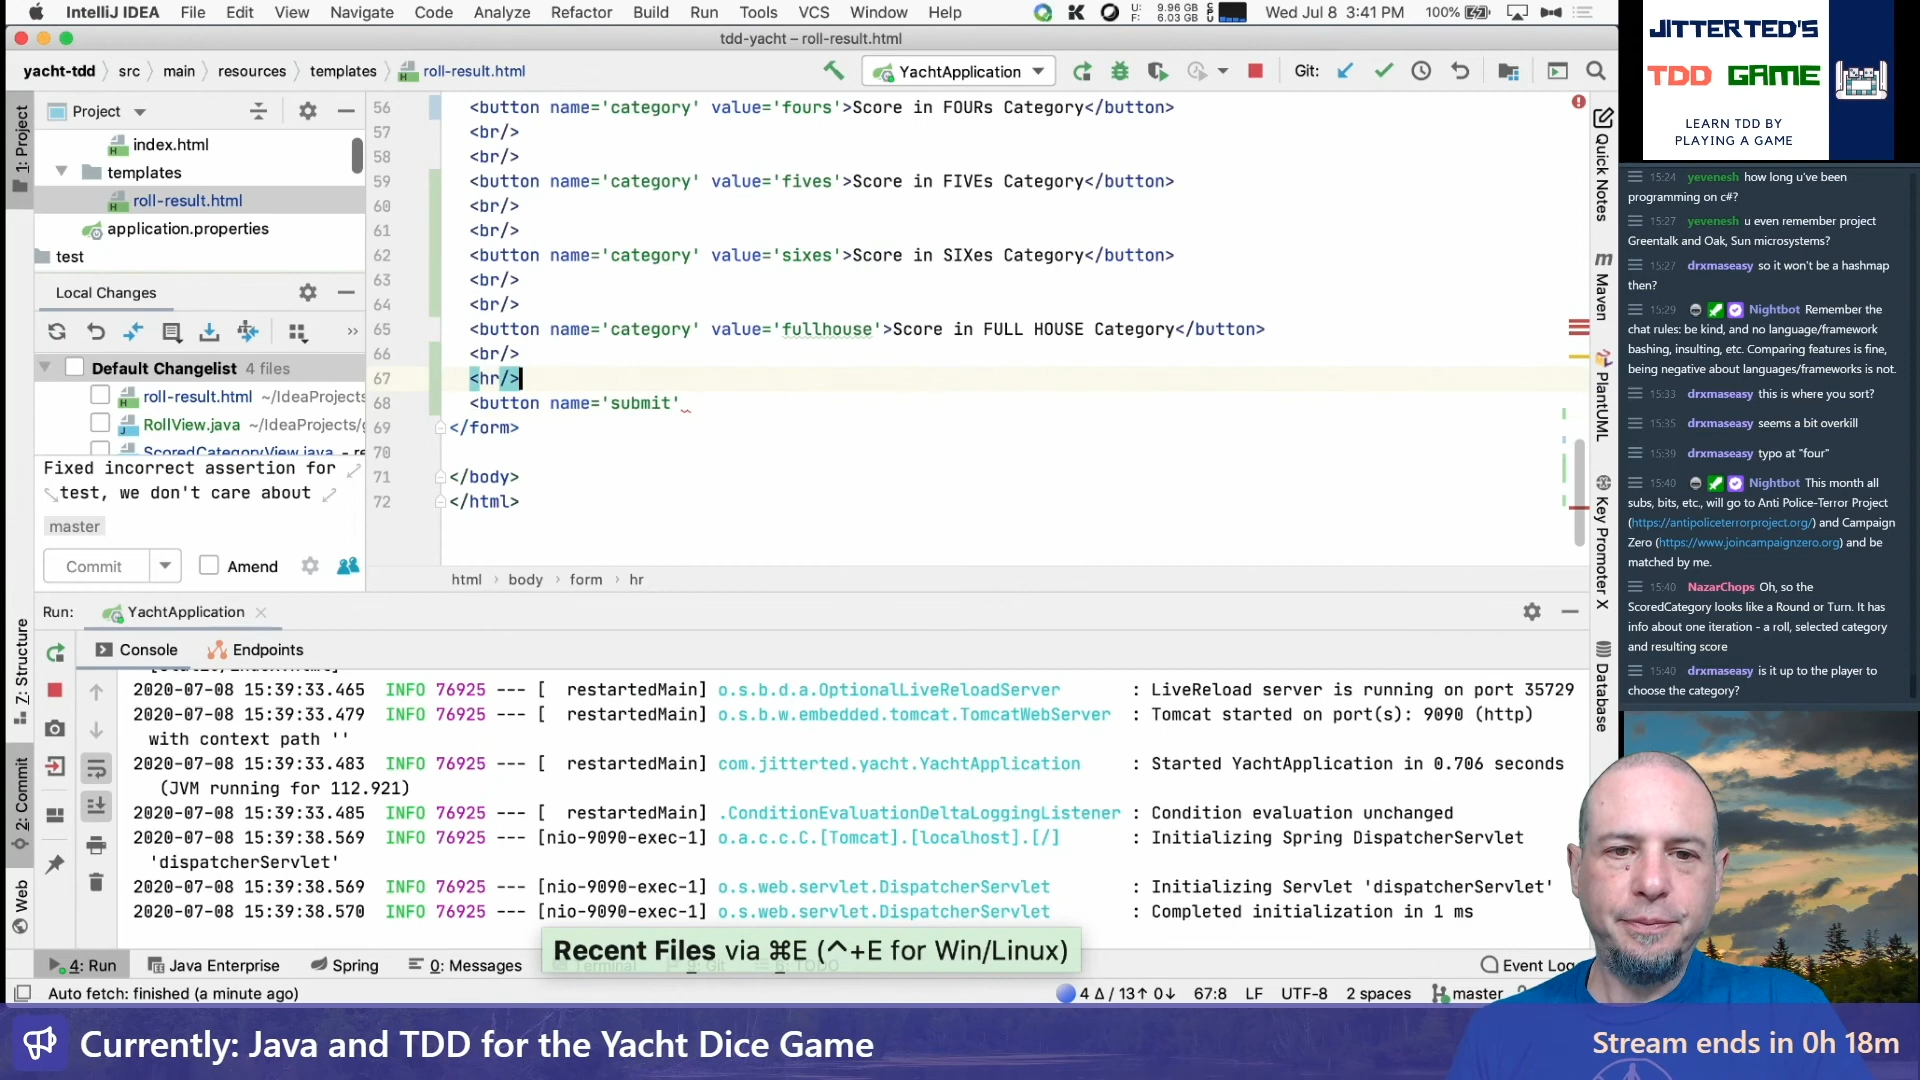 IntelliJ IDEA File Edit View Navigate Code Analyze Refactor Build Run Tools VCS Window Help
U: 9.96 GB
F: 6.03 GB
Wed Jul 8 3:41 PM 100%
tdd-yacht – roll-result.html
yacht-tdd › src › main › resources › templates › roll-result.html
YachtApplication
Git:
1: Project
Project
index.html
templates
roll-result.html
application.properties
test
Local Changes
Default Changelist 4 files
roll-result.html ~/IdeaProjects
RollView.java ~/IdeaProjects/g
ScoredCategoryView.java - re
Fixed incorrect assertion for
test, we don't care about
master
Commit
Amend
56 <button name='category' value='fours'>Score in FOURs Category</button>
57 <br/>
58 <br/>
59 <button name='category' value='fives'>Score in FIVEs Category</button>
60 <br/>
61 <br/>
62 <button name='category' value='sixes'>Score in SIXes Category</button>
63 <br/>
64 <br/>
65 <button name='category' value='fullhouse'>Score in FULL HOUSE Category</button>
66 <br/>
67 <hr/>
68 <button name='submit'
69 </form>
70
71 </body>
72 </html>
html › body › form › hr
Quick Notes
Maven
PlantUML
Key Promoter X
Database
7: Structure
2: Commit
Web
Run: YachtApplication
Console Endpoints
2020-07-08 15:39:33.465 INFO 76925 --- [ restartedMain] o.s.b.d.a.OptionalLiveReloadServer : LiveReload server is running on port 35729
2020-07-08 15:39:33.479 INFO 76925 --- [ restartedMain] o.s.b.w.embedded.tomcat.TomcatWebServer : Tomcat started on port(s): 9090 (http)
with context path ''
2020-07-08 15:39:33.483 INFO 76925 --- [ restartedMain] com.jitterted.yacht.YachtApplication : Started YachtApplication in 0.706 seconds
(JVM running for 112.921)
2020-07-08 15:39:33.485 INFO 76925 --- [ restartedMain] .ConditionEvaluationDeltaLoggingListener : Condition evaluation unchanged
2020-07-08 15:39:38.569 INFO 76925 --- [nio-9090-exec-1] o.a.c.c.C.[Tomcat].[localhost].[/] : Initializing Spring DispatcherServlet
'dispatcherServlet'
2020-07-08 15:39:38.569 INFO 76925 --- [nio-9090-exec-1] o.s.web.servlet.DispatcherServlet : Initializing Servlet 'dispatcherServlet'
2020-07-08 15:39:38.570 INFO 76925 --- [nio-9090-exec-1] o.s.web.servlet.DispatcherServlet : Completed initialization in 1 ms
Recent Files via ⌘E (^+E for Win/Linux)
4: Run Java Enterprise Spring 0: Messages Event Log
Auto fetch: finished (a minute ago)
4 Δ / 13↑ 0↓ 67:8 LF UTF-8 2 spaces master
JITTERTED'S
TDD GAME
LEARN TDD BY
PLAYING A GAME
15:24 yevenesh how long u've been
programming on c#?
15:27 yevenesh u even remember project
Greentalk and Oak, Sun microsystems?
15:27 drxmaseasy so it won't be a hashmap
then?
15:29 Nightbot Remember the
chat rules: be kind, and no language/framework
bashing, insulting, etc. Comparing features is fine,
being negative about languages/frameworks is not.
15:33 drxmaseasy this is where you sort?
15:35 drxmaseasy seems a bit overkill
15:39 drxmaseasy typo at "four"
15:40 Nightbot This month all
subs, bits, etc., will go to Anti Police-Terror Project
(https://antipoliceterrorproject.org/) and Campaign
Zero (https://www.joincampaignzero.org) and be
matched by me.
15:40 NazarChops Oh, so the
ScoredCategory looks like a Round or Turn. It has
info about one iteration - a roll, selected category
and resulting score
15:40 drxmaseasy is it up to the player to
choose the category?
Currently: Java and TDD for the Yacht Dice Game
Stream ends in 0h 18m